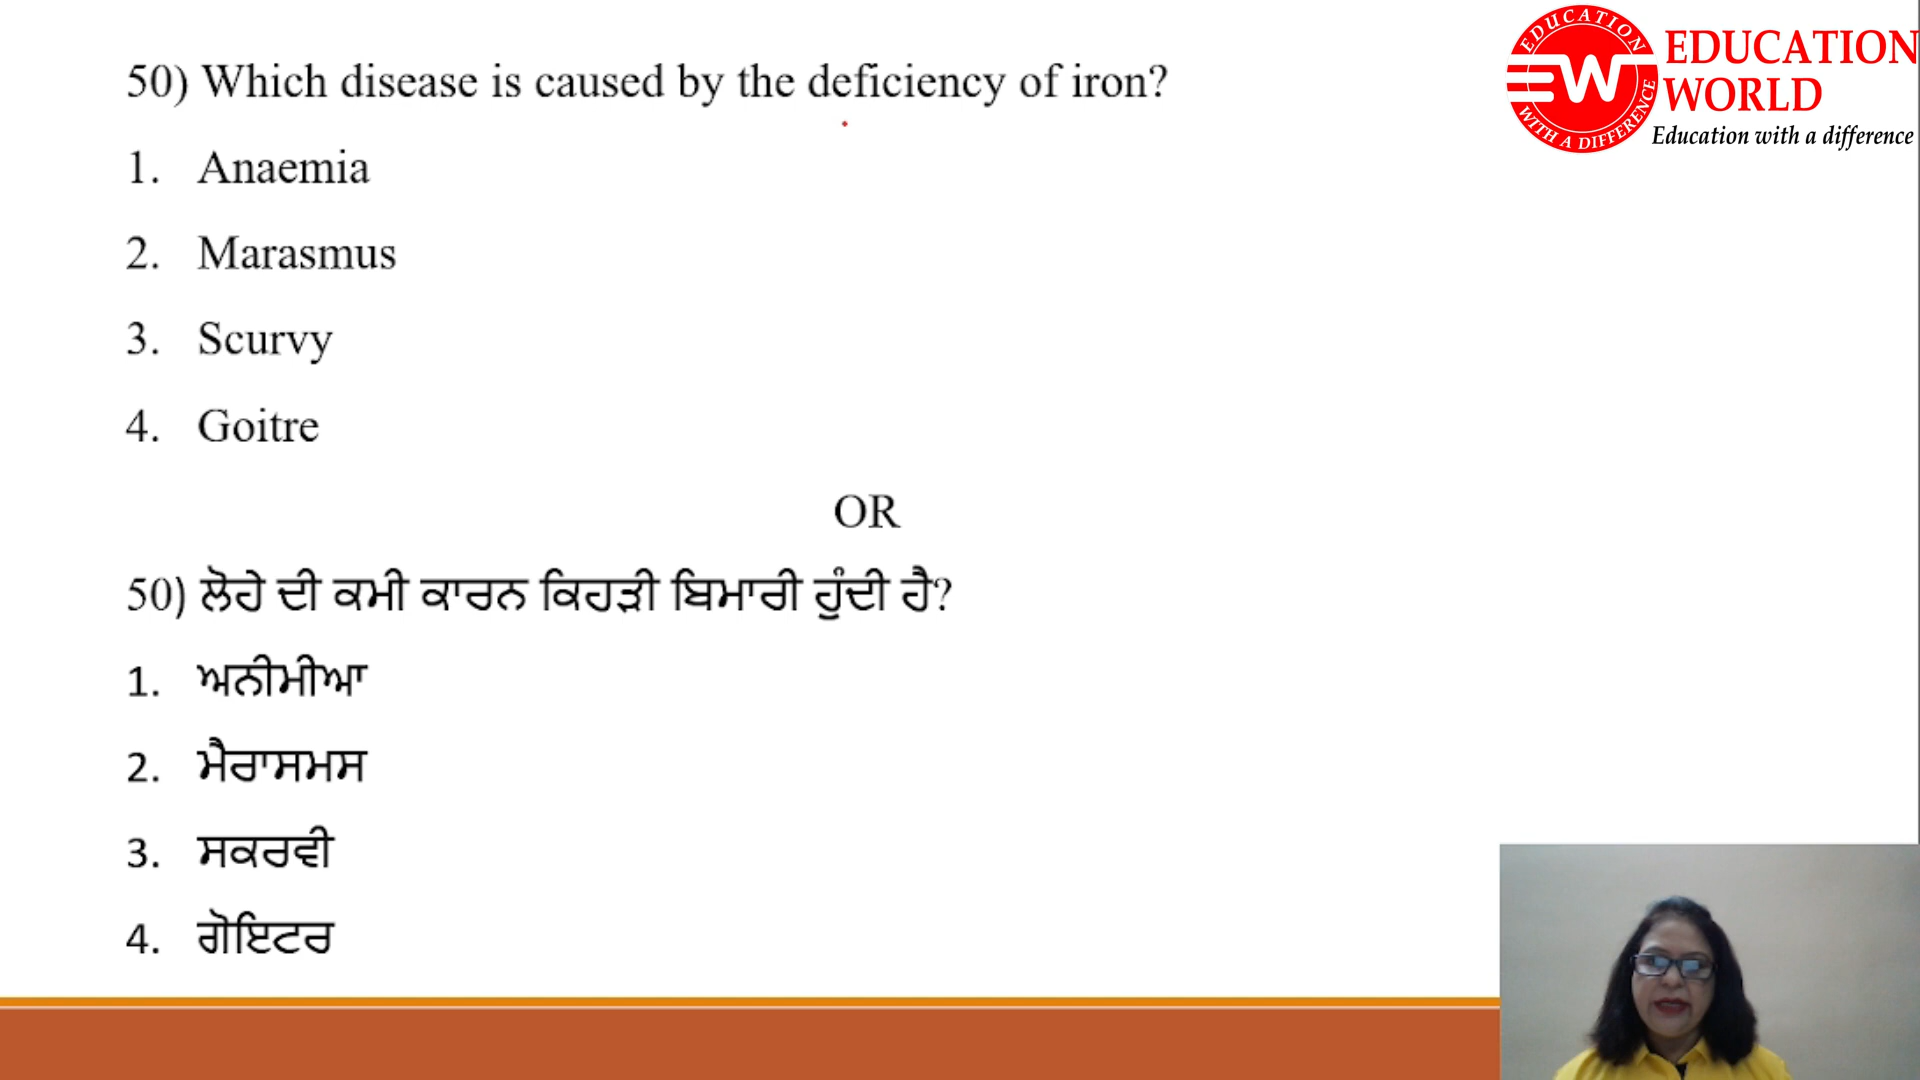 EDUCATION
WITH A DIFFERENCE
EW
EDUCATION
WORLD
Education with a difference
50) Which disease is caused by the deficiency of iron?
1. Anaemia
2. Marasmus
3. Scurvy
4. Goitre
OR
50) ਲੋਹੇ ਦੀ ਕਮੀ ਕਾਰਨ ਕਿਹੜੀ ਬਿਮਾਰੀ ਹੁੰਦੀ ਹੈ?
1. ਅਨੀਮੀਆ
2. ਮੈਰਾਸਮਸ
3. ਸਕਰਵੀ
4. ਗੋਇਟਰ